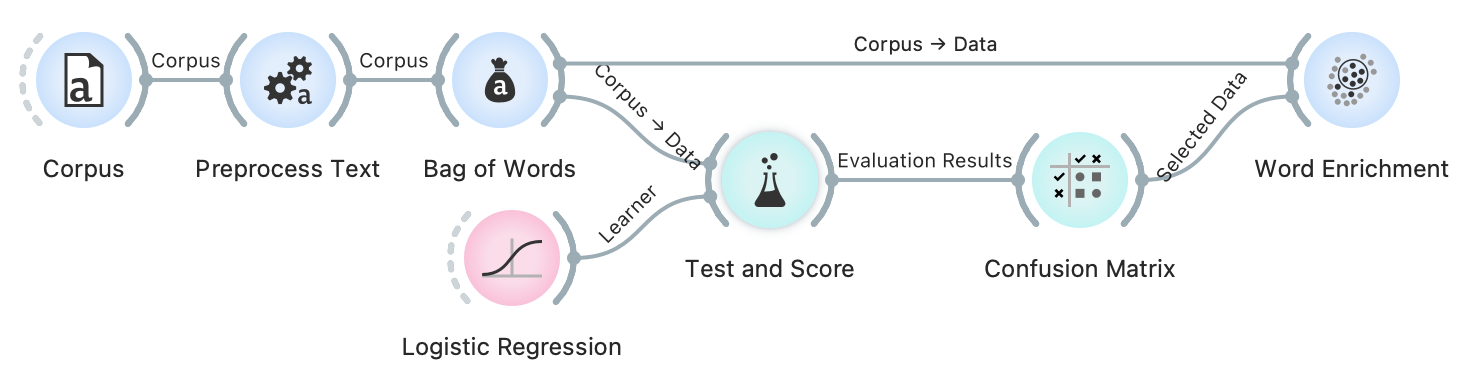 Corpus → Data
Corpus
Corpus
Corpus → Data
Selected Data
a
a
a
Evaluation Results
Corpus
Preprocess Text
Bag of Words
Word Enrichment
Learner
Test and Score
Confusion Matrix
Logistic Regression